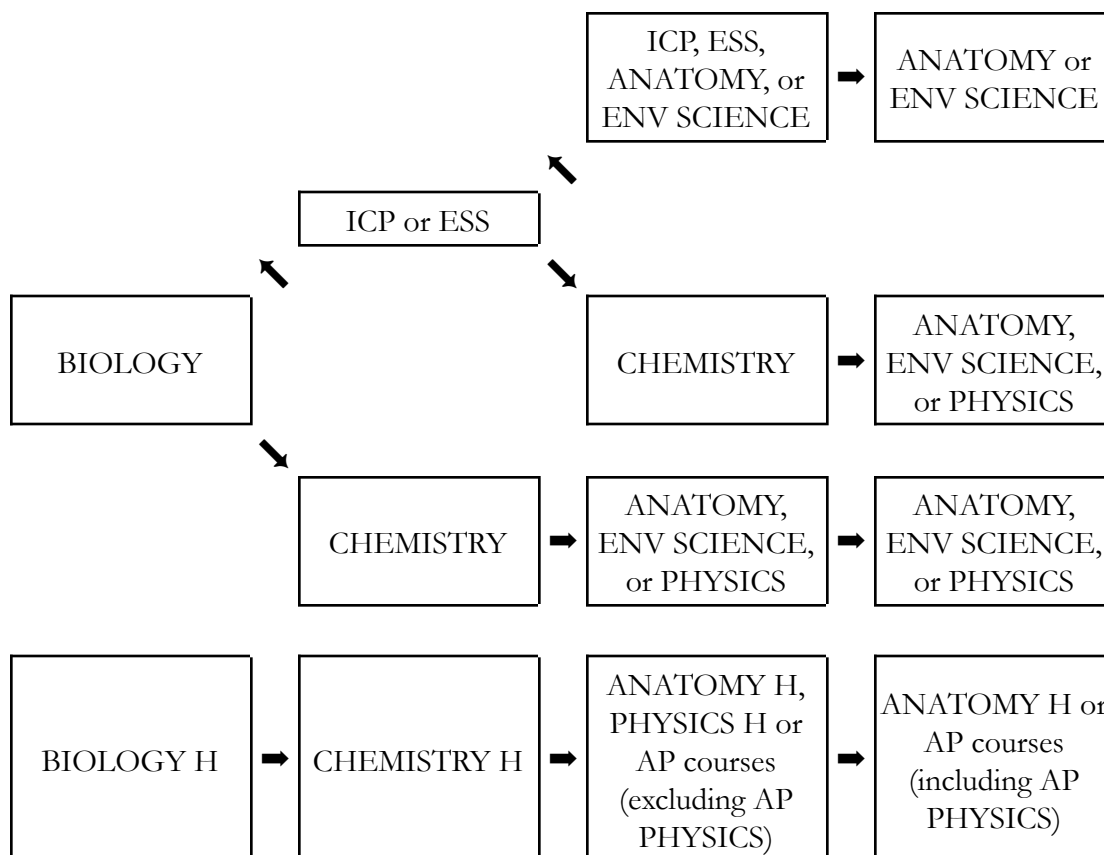 ICP, ESS,
ANATOMY, or
ENV SCIENCE
ANATOMY or
ENV SCIENCE
ICP or ESS
BIOLOGY
CHEMISTRY
ANATOMY,
ENV SCIENCE,
or PHYSICS
CHEMISTRY
ANATOMY,
ENV SCIENCE,
or PHYSICS
ANATOMY,
ENV SCIENCE,
or PHYSICS
BIOLOGY H
CHEMISTRY H
ANATOMY H,
PHYSICS H or
AP courses
(excluding AP
PHYSICS)
ANATOMY H or
AP courses
(including AP
PHYSICS)